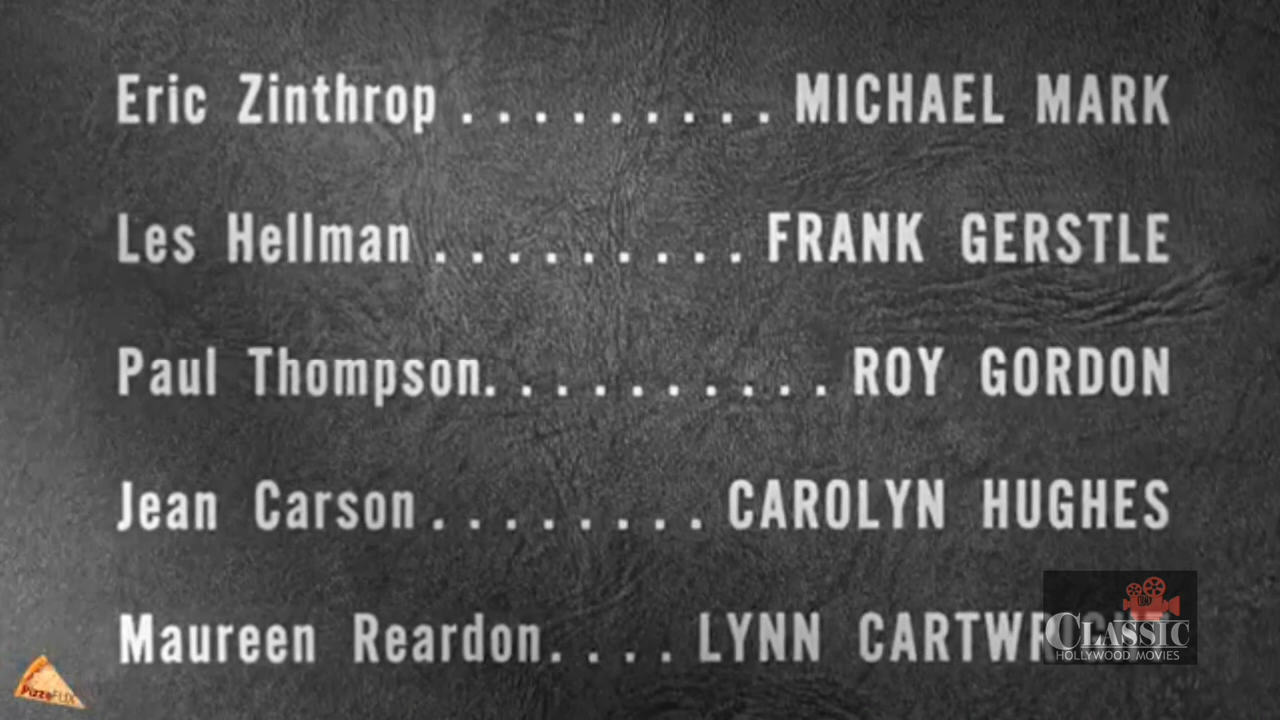 Eric Zinthrop ......... MICHAEL MARK
Les Hellman ......... FRANK GERSTLE
Paul Thompson.......... ROY GORDON
Jean Carson ........ CAROLYN HUGHES
Maureen Reardon.... LYNN
CLASSIC
HOLLYWOOD MOVIES
PizzaFLIX